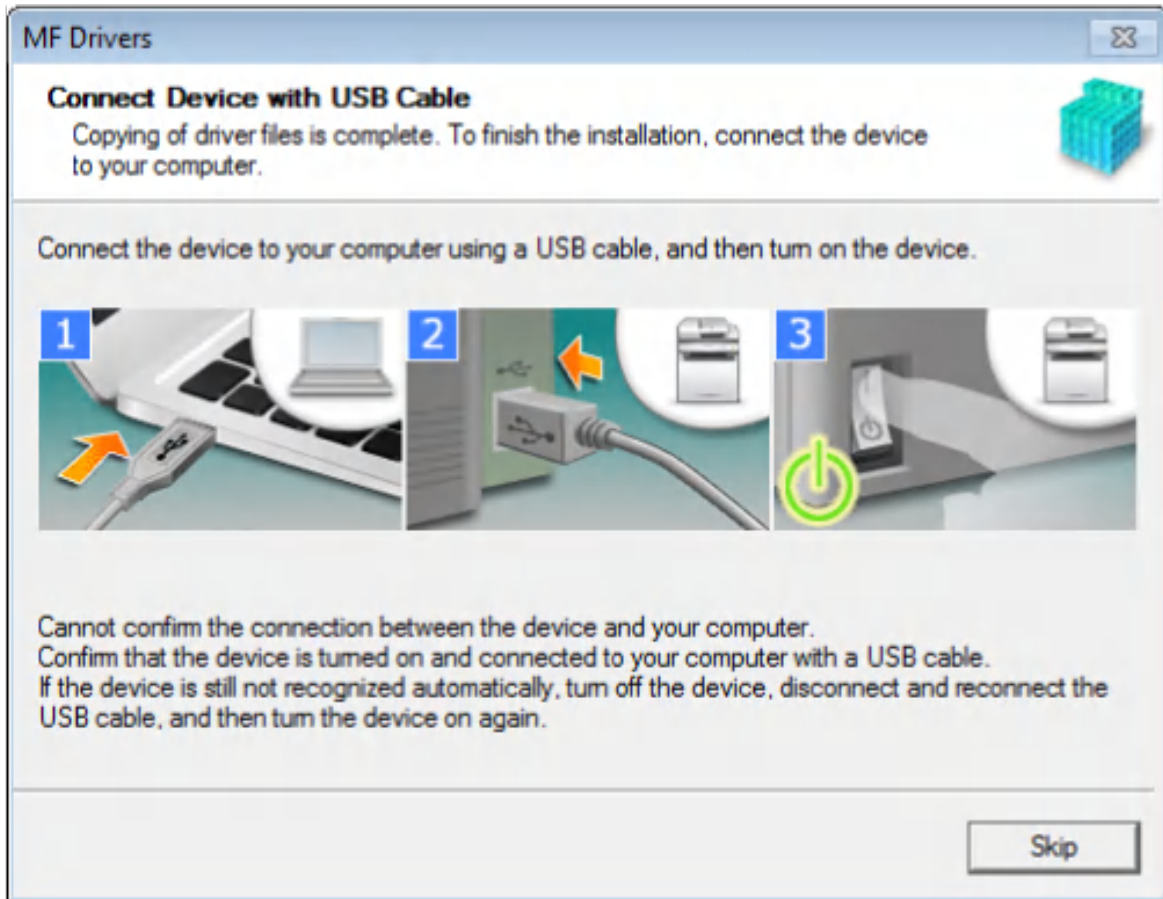 MF Drivers
Connect Device with USB Cable
Copying of driver files is complete. To finish the installation, connect the device
to your computer.
Connect the device to your computer using a USB cable, and then turn on the device.
1
2
3
Cannot confirm the connection between the device and your computer.
Confirm that the device is turned on and connected to your computer with a USB cable.
If the device is still not recognized automatically, turn off the device, disconnect and reconnect the
USB cable, and then turn the device on again.
Skip